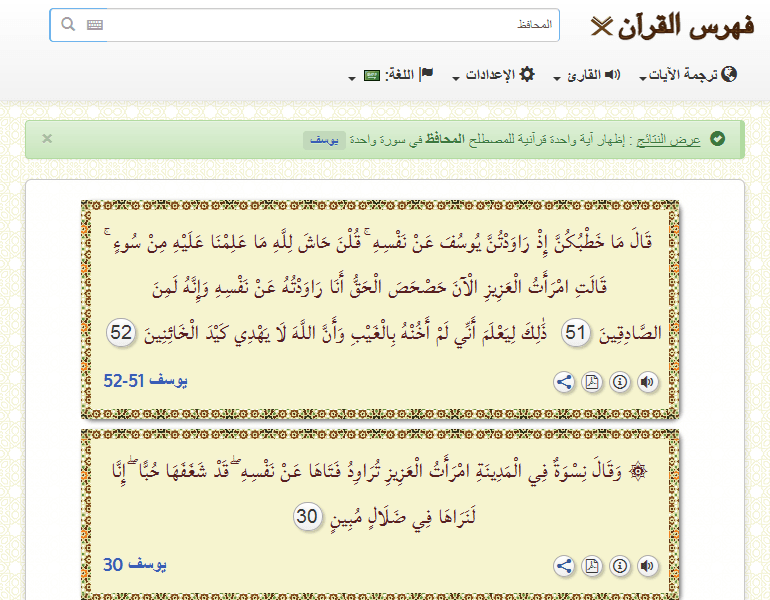 فهرس القرآن
المحافظ
ترجمة الآيات
القارئ
الإعدادات
اللغة:
عرض النتائج : إظهار آية واحدة قرآنية للمصطلح المحافظ في سورة واحدة يوسف
×
قَالَ مَا خَطْبُكُنَّ إِذْ رَاوَدْتُنَّ يُوسُفَ عَنْ نَفْسِهِ ۚ قُلْنَ حَاشَ لِلَّهِ مَا عَلِمْنَا عَلَيْهِ مِنْ سُوءٍ ۚ
قَالَتِ امْرَأَتُ الْعَزِيزِ الْآنَ حَصْحَصَ الْحَقُّ أَنَا رَاوَدْتُهُ عَنْ نَفْسِهِ وَإِنَّهُ لَمِنَ
الصَّادِقِينَ 51 ذَٰلِكَ لِيَعْلَمَ أَنِّي لَمْ أَخُنْهُ بِالْغَيْبِ وَأَنَّ اللَّهَ لَا يَهْدِي كَيْدَ الْخَائِنِينَ 52
يوسف 51-52
۞ وَقَالَ نِسْوَةٌ فِي الْمَدِينَةِ امْرَأَتُ الْعَزِيزِ تُرَاوِدُ فَتَاهَا عَنْ نَفْسِهِ ۖ قَدْ شَغَفَهَا حُبًّا ۖ إِنَّا
لَنَرَاهَا فِي ضَلَالٍ مُبِينٍ 30
يوسف 30